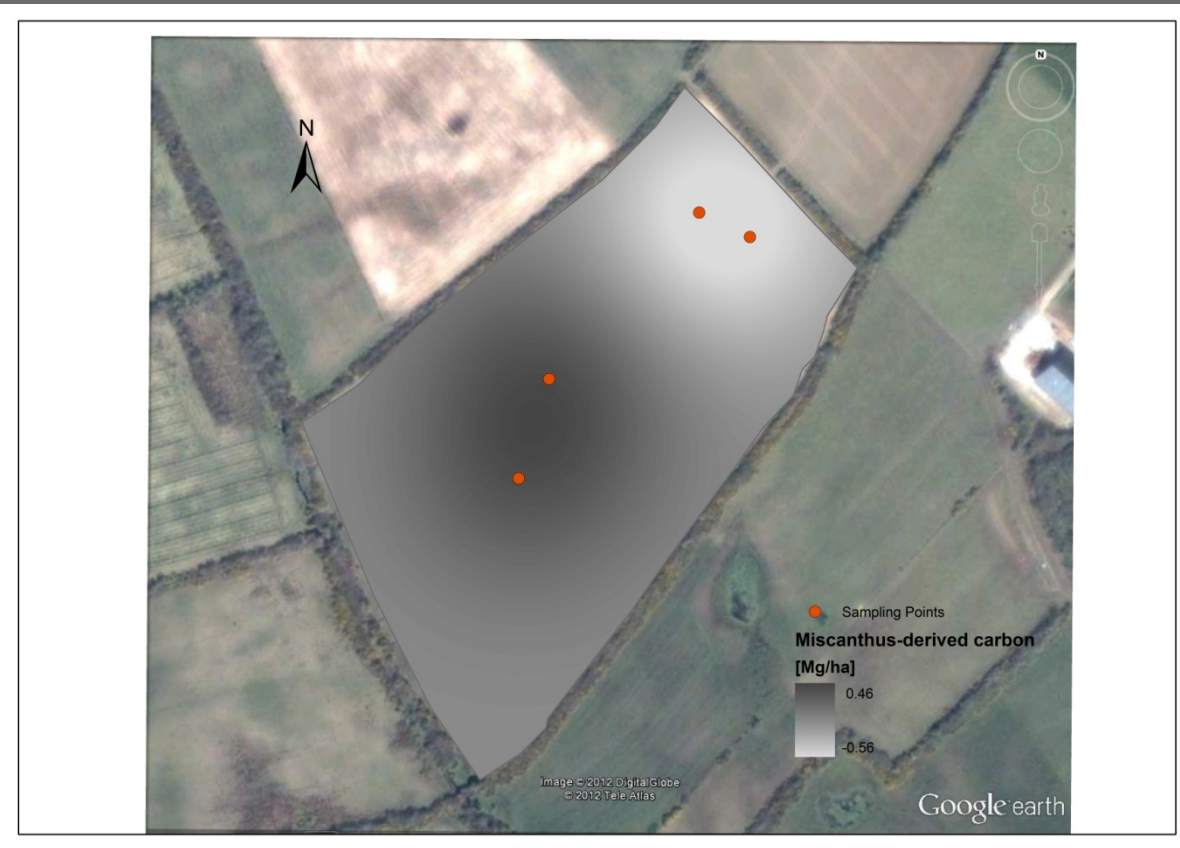 N
N
Sampling Points
Miscanthus-derived carbon
[Mg/ha]
0.46
-0.56
Image © 2012 DigitalGlobe
© 2012 Tele Atlas
Google earth